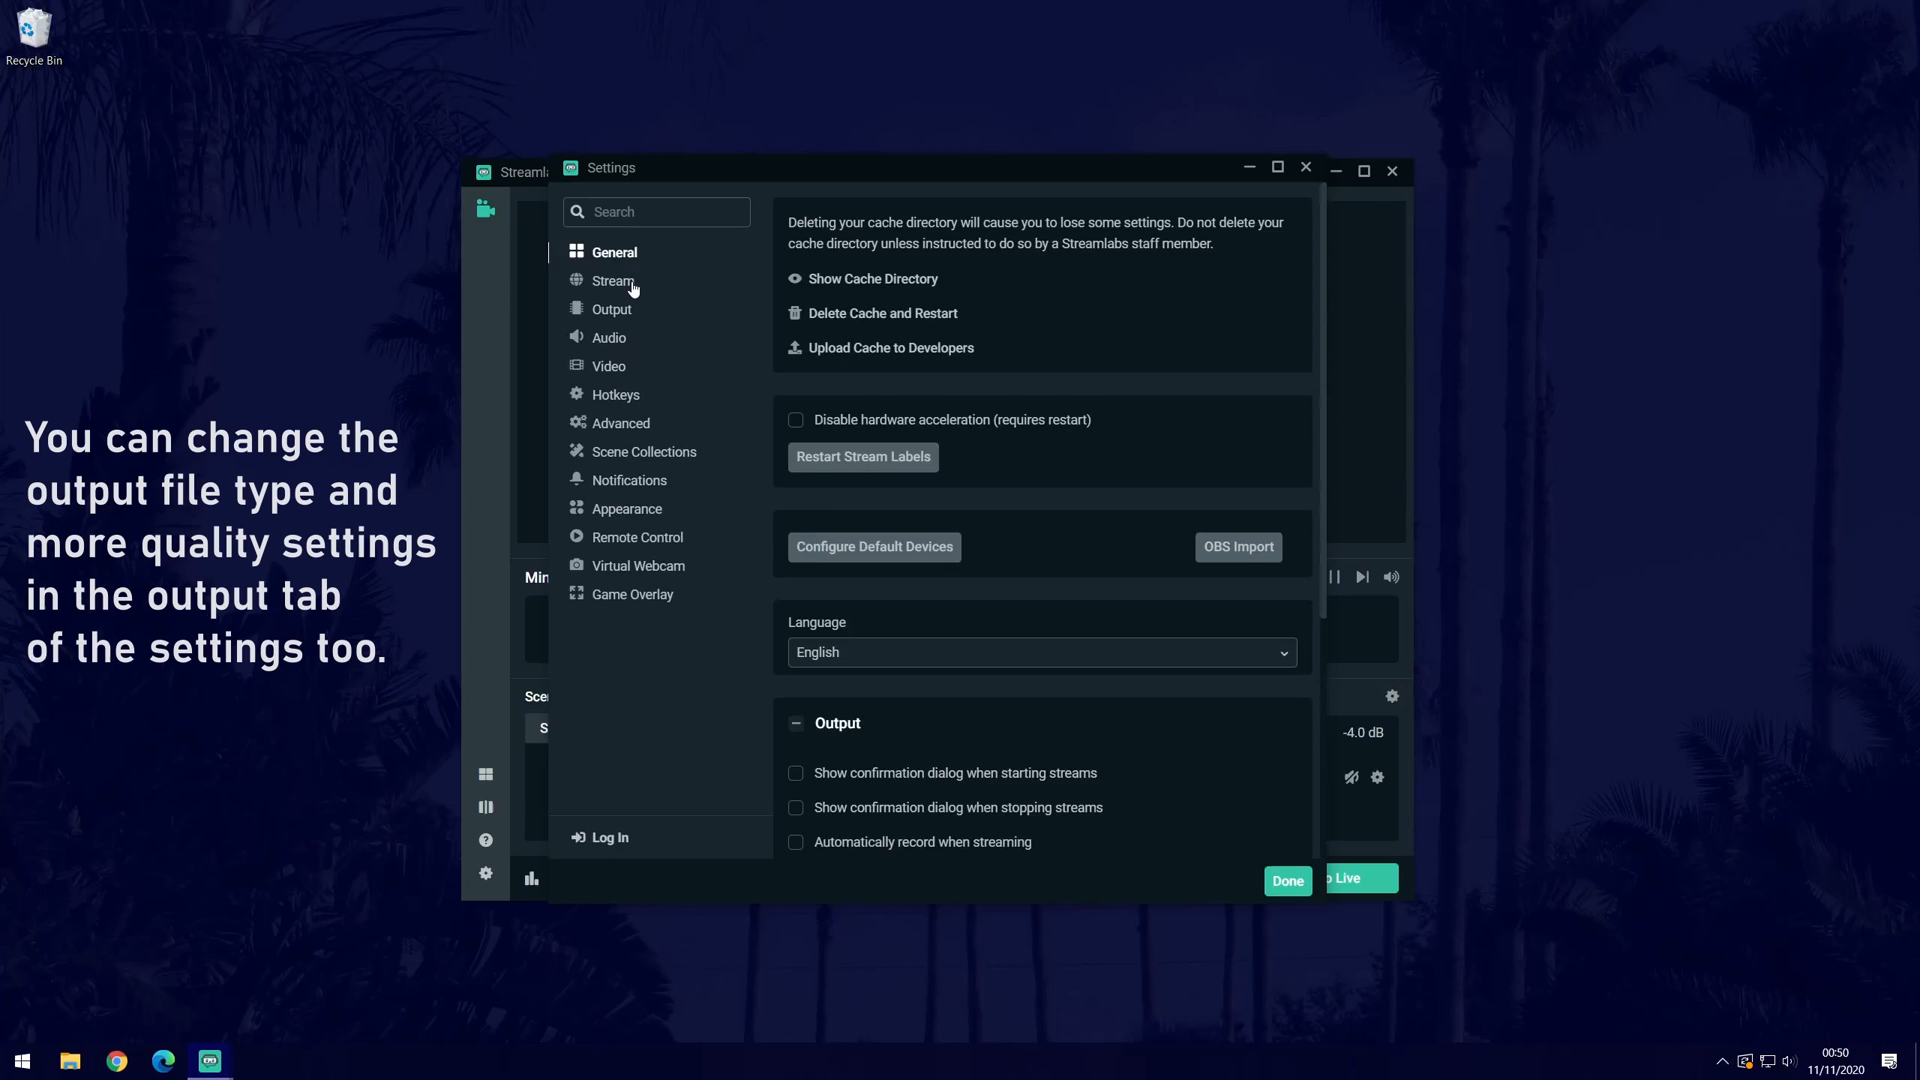 Recycle Bin
Streamla
Settings
Search
General
Stream
Output
Audio
Video
Hotkeys
Advanced
Scene Collections
Notifications
Appearance
Remote Control
Virtual Webcam
Game Overlay
Log In
Deleting your cache directory will cause you to lose some settings. Do not delete your
cache directory unless instructed to do so by a Streamlabs staff member.
Show Cache Directory
Delete Cache and Restart
Upload Cache to Developers
Disable hardware acceleration (requires restart)
Restart Stream Labels
Configure Default Devices
OBS Import
Language
English
Output
Show confirmation dialog when starting streams
Show confirmation dialog when stopping streams
Automatically record when streaming
Done
Min
Sce
S
-4.0 dB
o Live
You can change the
output file type and
more quality settings
in the output tab
of the settings too.
00:50
11/11/2020